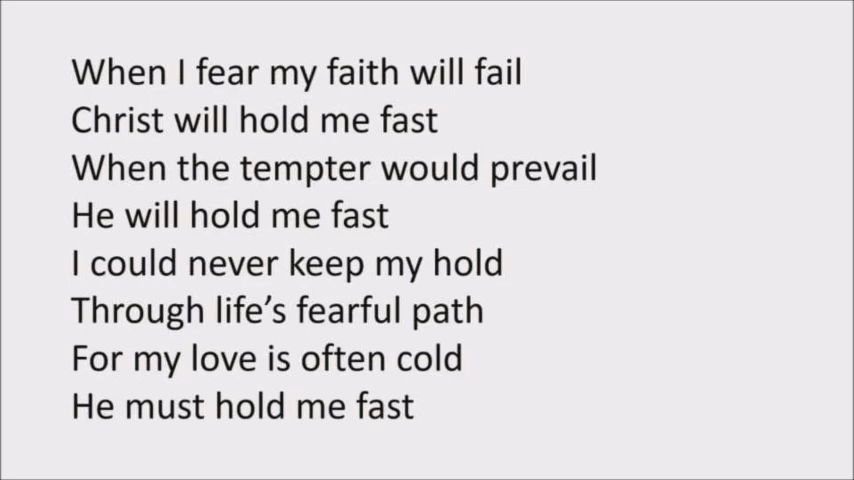 When I fear my faith will fail
Christ will hold me fast
When the tempter would prevail
He will hold me fast
I could never keep my hold
Through life’s fearful path
For my love is often cold
He must hold me fast